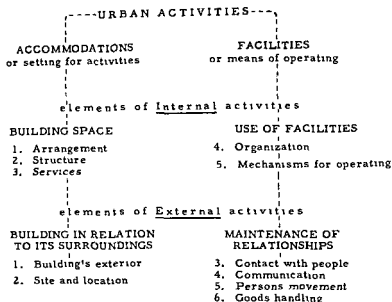 URBAN ACTIVITIES
ACCOMMODATIONS
or setting for activities
FACILITIES
or means of operating
elements of Internal activities
BUILDING SPACE
1. Arrangement
2. Structure
3. Services
USE OF FACILITIES
4. Organization
5. Mechanisms for operating
elements of External activities
BUILDING IN RELATION
TO ITS SURROUNDINGS
1. Building's exterior
2. Site and location
MAINTENANCE OF
RELATIONSHIPS
3. Contact with people
4. Communication
5. Persons movement
6. Goods handling